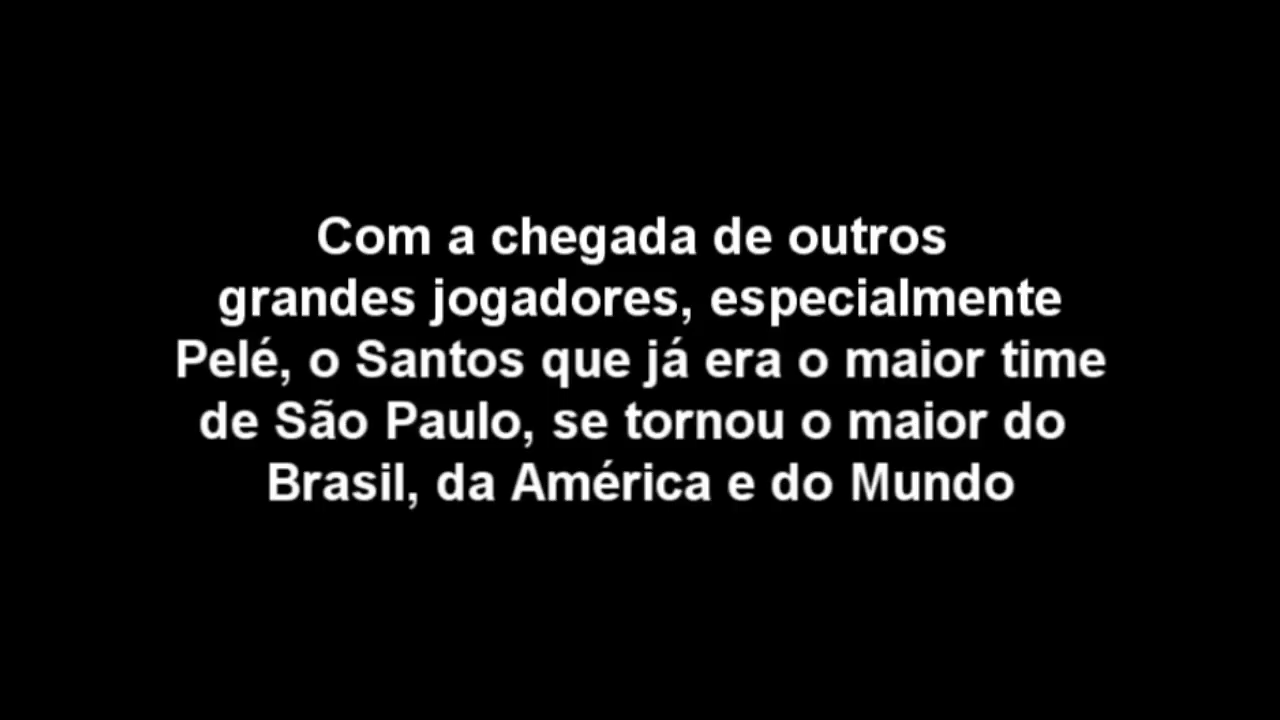 Com a chegada de outros
grandes jogadores, especialmente
Pelé, o Santos que já era o maior time
de São Paulo, se tornou o maior do
Brasil, da América e do Mundo